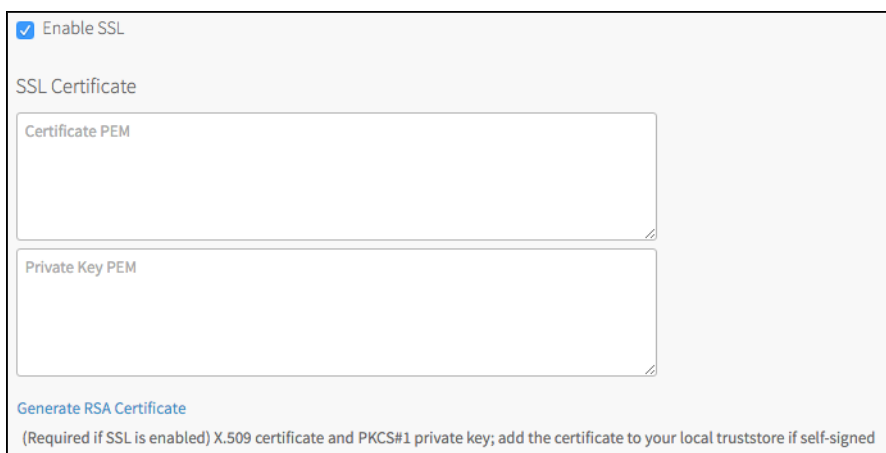 Enable SSL
SSL Certificate
Certificate PEM
Private Key PEM
Generate RSA Certificate
(Required if SSL is enabled) X.509 certificate and PKCS#1 private key; add the certificate to your local truststore if self-signed